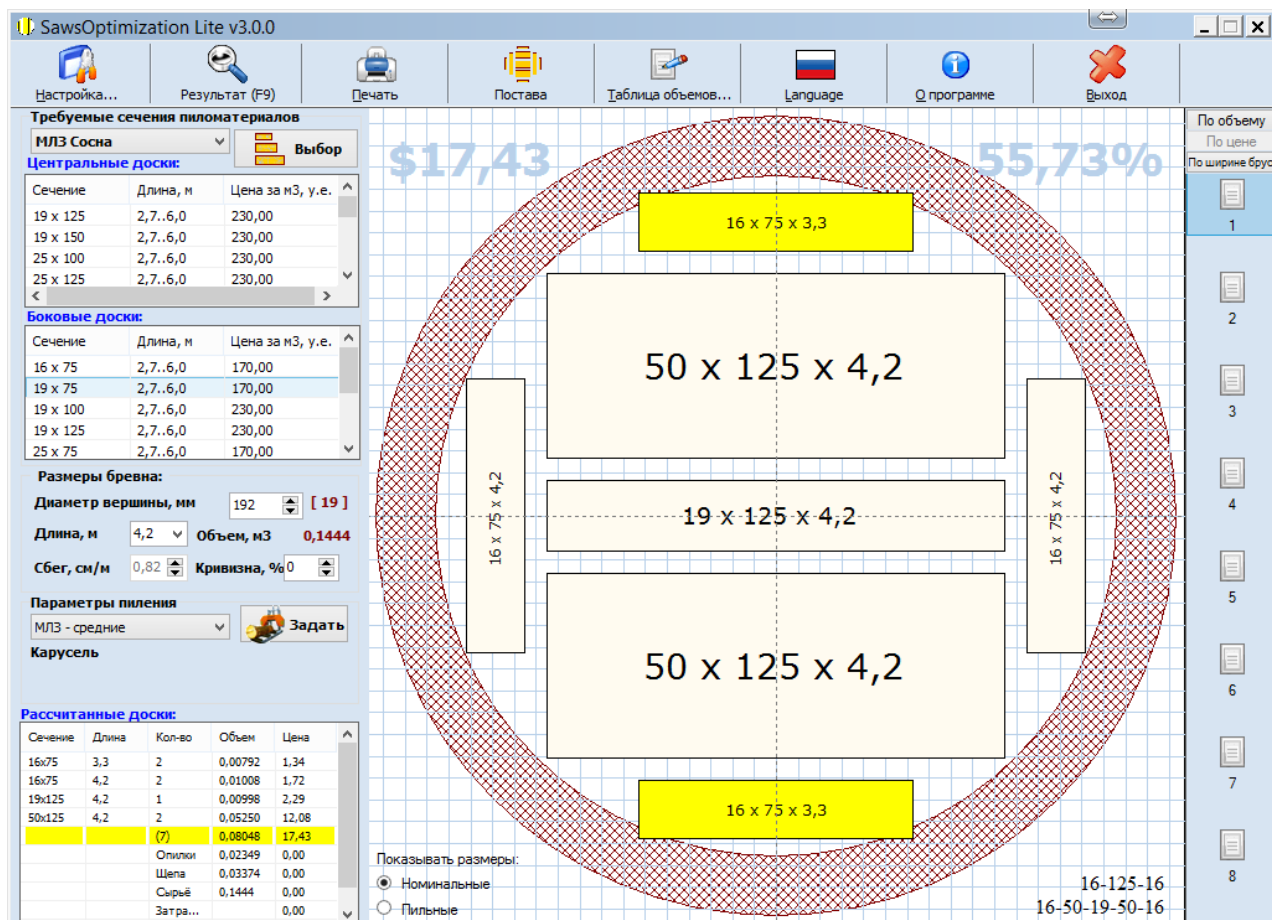 SawsOptimization Lite v3.0.0
Настройка...
Результат (F9)
Печать
Постава
Таблица объемов...
Language
О программе
Выход
Требуемые сечения пиломатериалов
МЛЗ Сосна
Выбор
Центральные доски:
Сечение Длина, м Цена за м3, у.е.
19 x 125 2,7..6,0 230,00
19 x 150 2,7..6,0 230,00
25 x 100 2,7..6,0 230,00
25 x 125 2,7..6,0 230,00
Боковые доски:
Сечение Длина, м Цена за м3, у.е.
16 x 75 2,7..6,0 170,00
19 x 75 2,7..6,0 170,00
19 x 100 2,7..6,0 230,00
19 x 125 2,7..6,0 230,00
25 x 75 2,7..6,0 170,00
Размеры бревна:
Диаметр вершины, мм 192 [ 19 ]
Длина, м 4,2 Объем, м3 0,1444
Сбег, см/м 0,82 Кривизна, % 0
Параметры пиления
МЛЗ - средние
Задать
Карусель
Рассчитанные доски:
Сечение Длина Кол-во Объем Цена
16x75 3,3 2 0,00792 1,34
16x75 4,2 2 0,01008 1,72
19x125 4,2 1 0,00998 2,29
50x125 4,2 2 0,05250 12,08
(7) 0,08048 17,43
Опилки 0,02349 0,00
Щепа 0,03374 0,00
Сырьё 0,1444 0,00
Затра... 0,00
$17,43
55,73%
16 x 75 x 3,3
50 x 125 x 4,2
16 x 75 x 4,2
19 x 125 x 4,2
16 x 75 x 4,2
50 x 125 x 4,2
16 x 75 x 3,3
Показывать размеры:
Номинальные
Пильные
16-125-16
16-50-19-50-16
По объему
По цене
По ширине брус
1
2
3
4
5
6
7
8